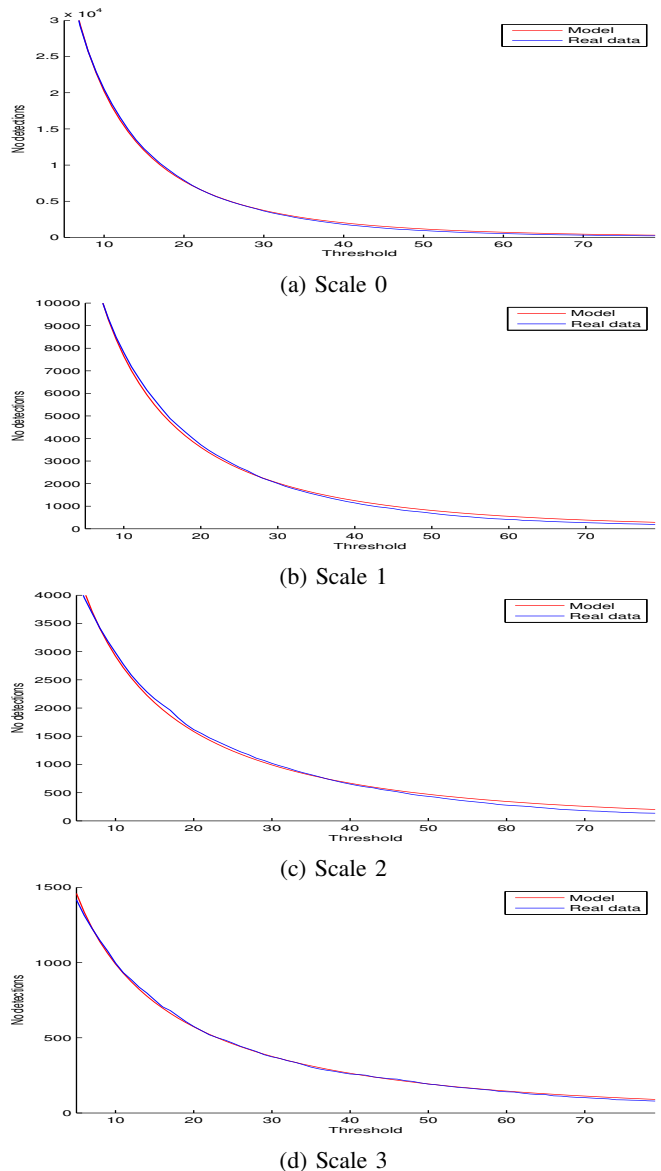 3 x 10^4
Model
Real data
2.5
2
1.5
1
0.5
0
No detections
10 20 30 40 50 60 70
Threshold
(a) Scale 0
10000
Model
Real data
9000
8000
7000
6000
5000
4000
3000
2000
1000
0
No detections
10 20 30 40 50 60 70
Threshold
(b) Scale 1
4000
Model
Real data
3500
3000
2500
2000
1500
1000
500
0
No detections
10 20 30 40 50 60 70
Threshold
(c) Scale 2
1500
Model
Real data
1000
500
0
No detections
10 20 30 40 50 60 70
Threshold
(d) Scale 3